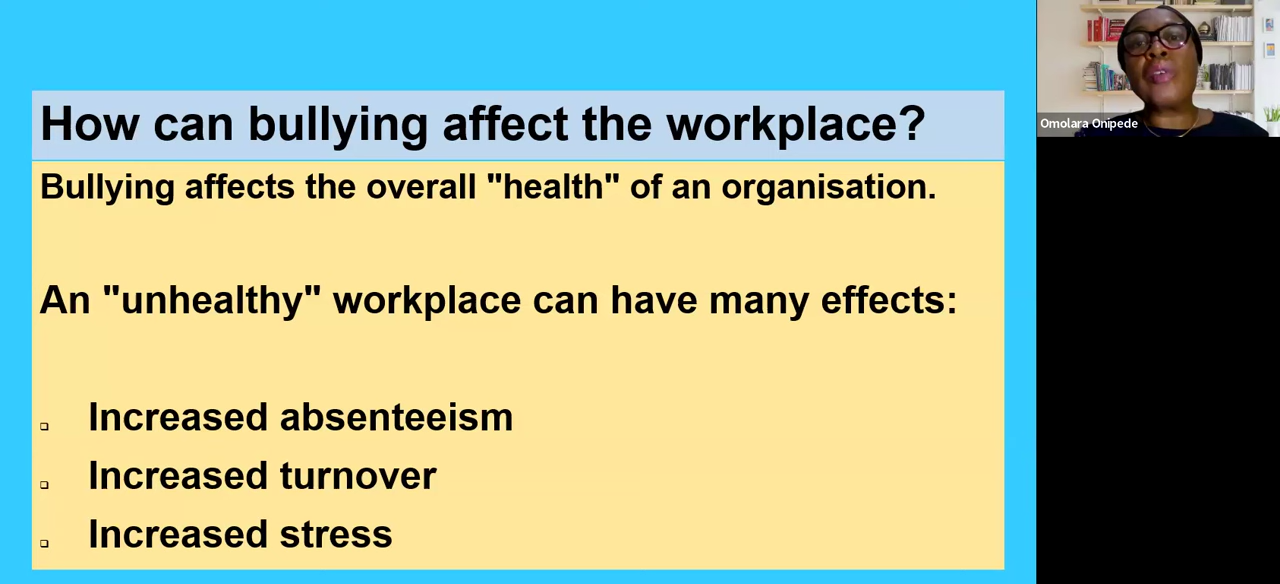 How can bullying affect the workplace?
Bullying affects the overall "health" of an organisation.
An "unhealthy" workplace can have many effects:
Increased absenteeism
Increased turnover
Increased stress
Omolara Onipede